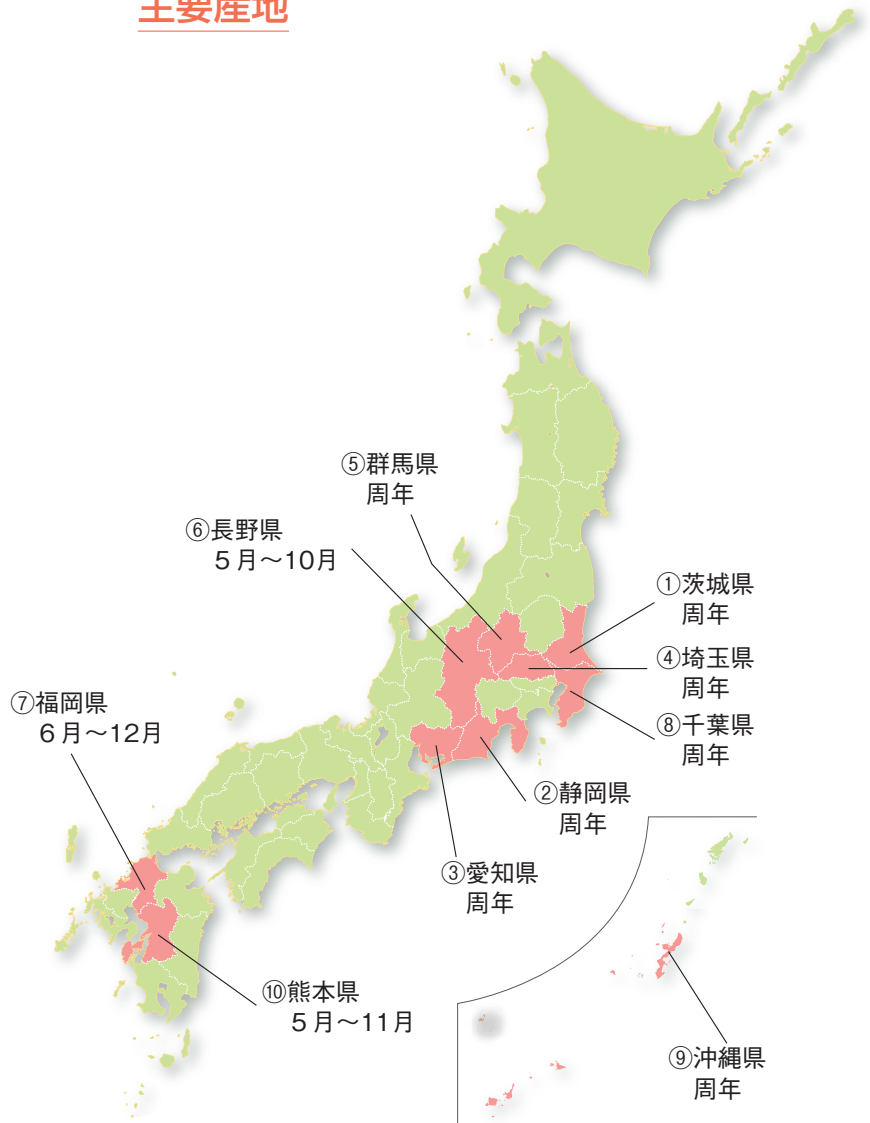 主要産地
⑤群馬県
周年
⑥長野県
５月〜10月
①茨城県
周年
④埼玉県
周年
⑦福岡県
６月〜12月
⑧千葉県
周年
②静岡県
周年
③愛知県
周年
⑩熊本県
５月〜11月
⑨沖縄県
周年